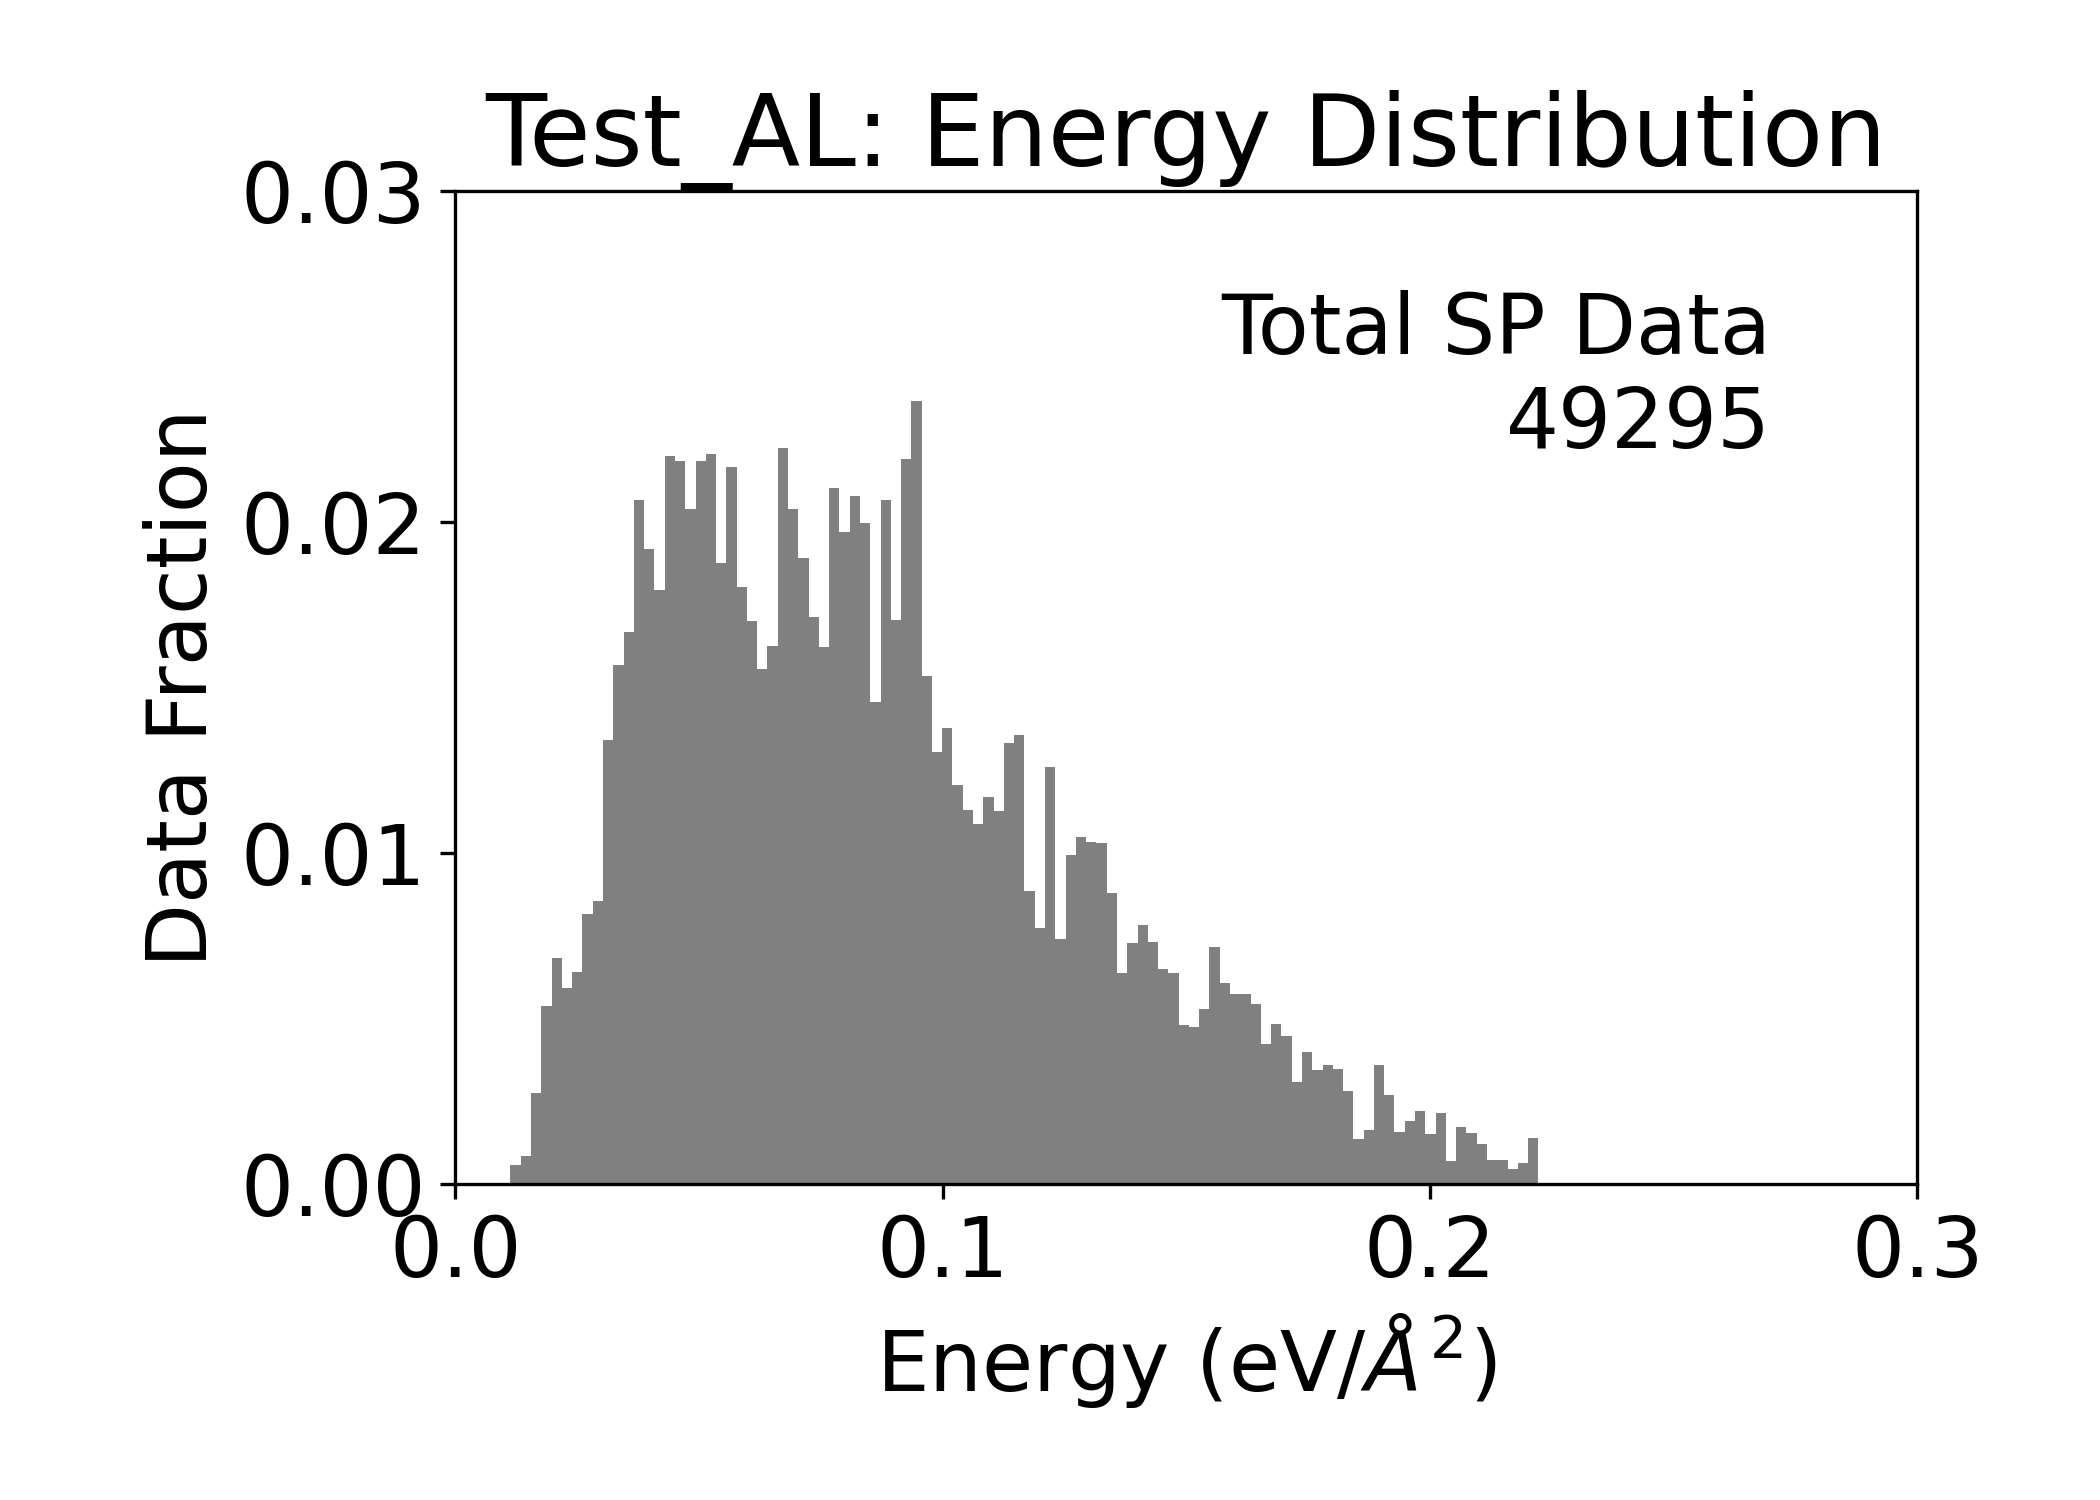 Test_AL: Energy Distribution
Total SP Data
49295
Data Fraction
0.03
0.02
0.01
0.00
0.0
0.1
0.2
0.3
Energy (eV/Å²)